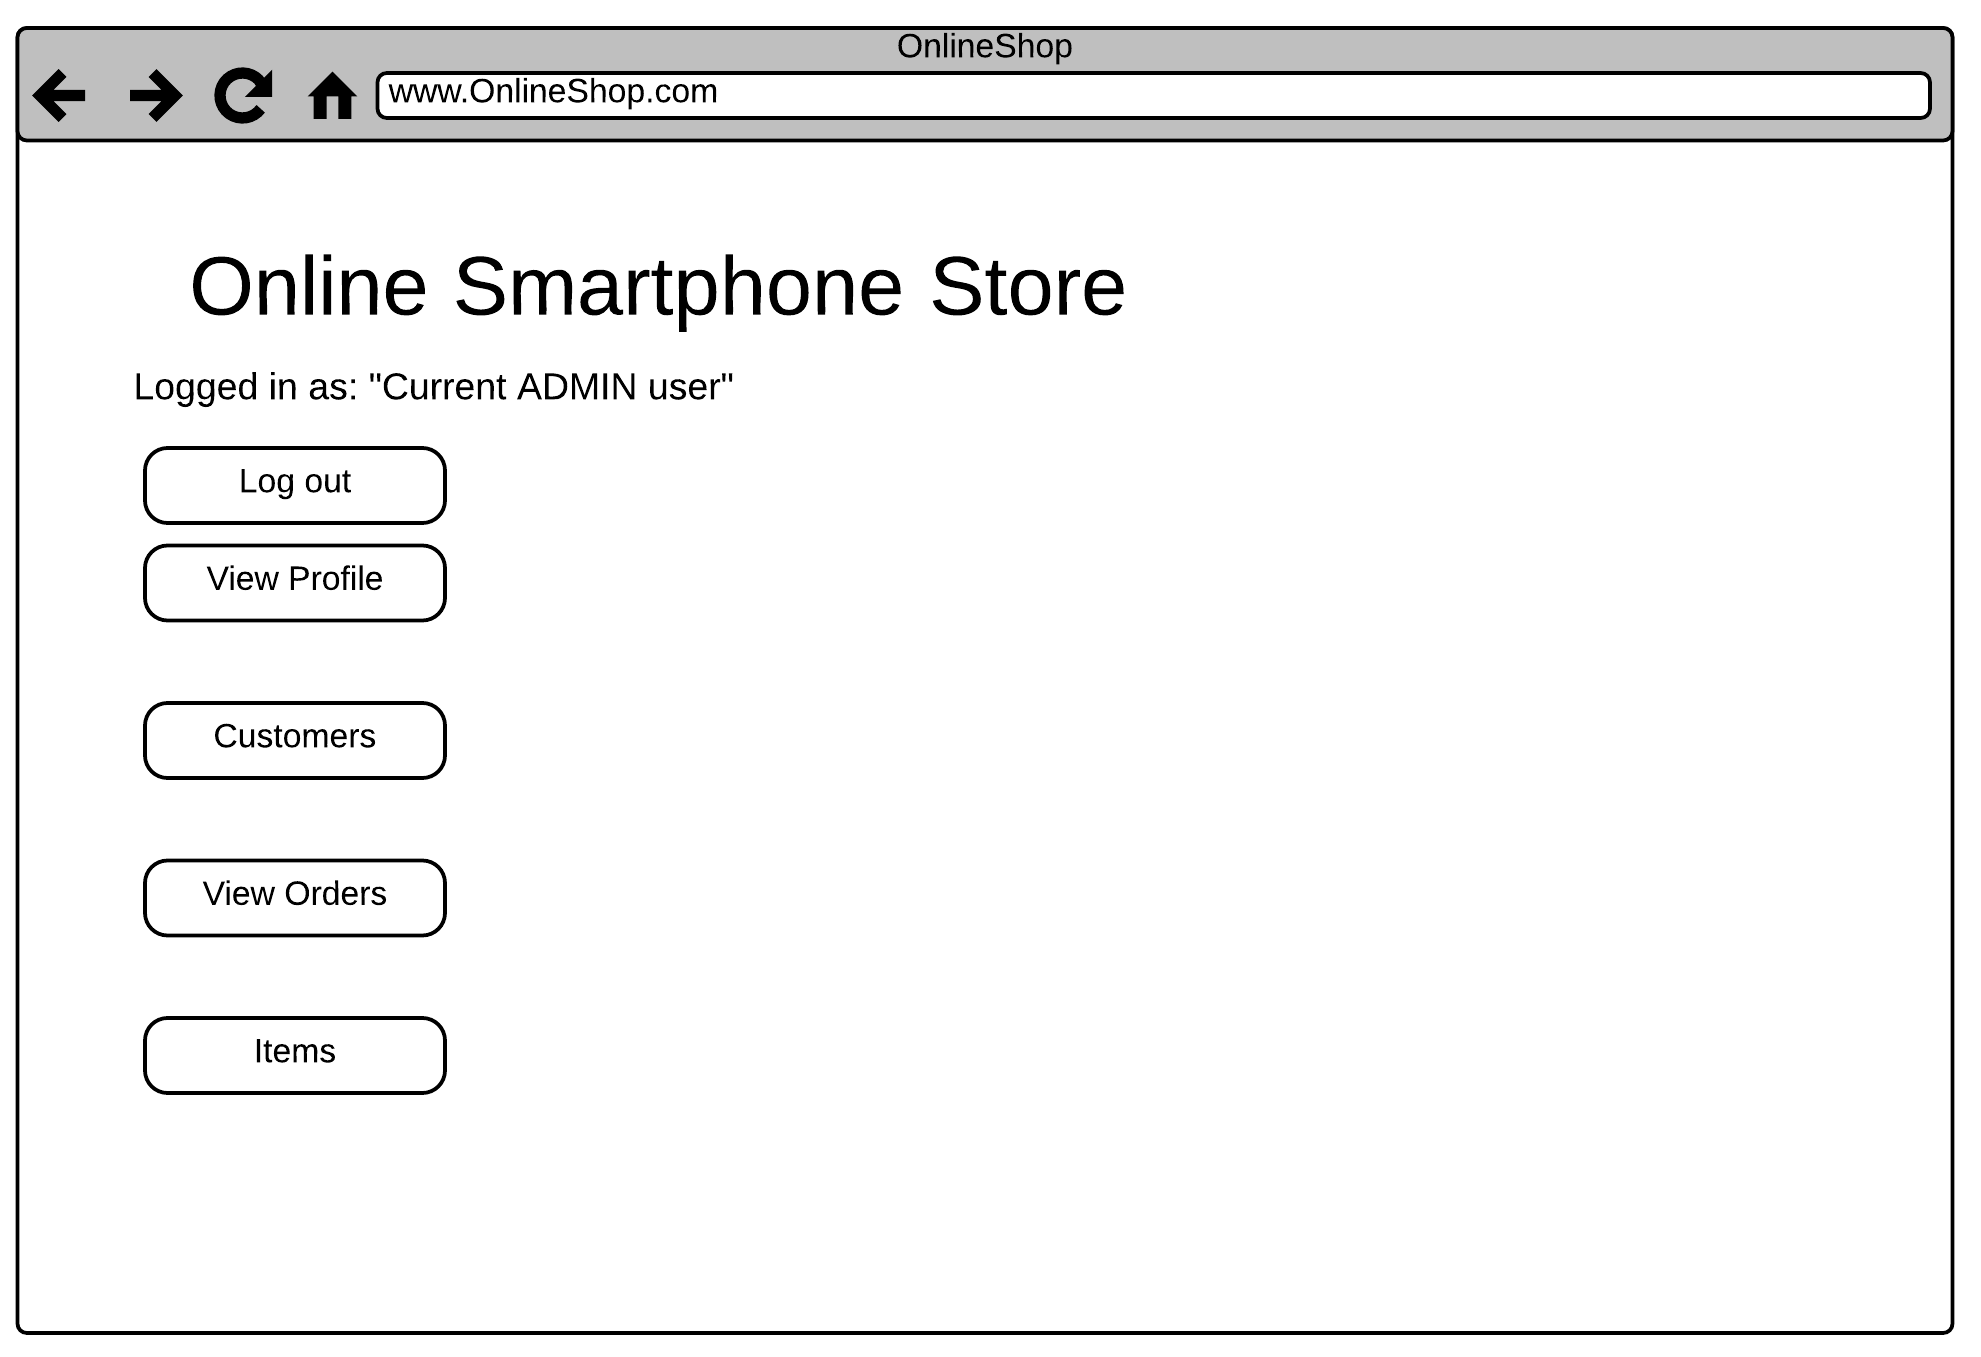 OnlineShop
www.OnlineShop.com
Online Smartphone Store
Logged in as: "Current ADMIN user"
Log out
View Profile
Customers
View Orders
Items